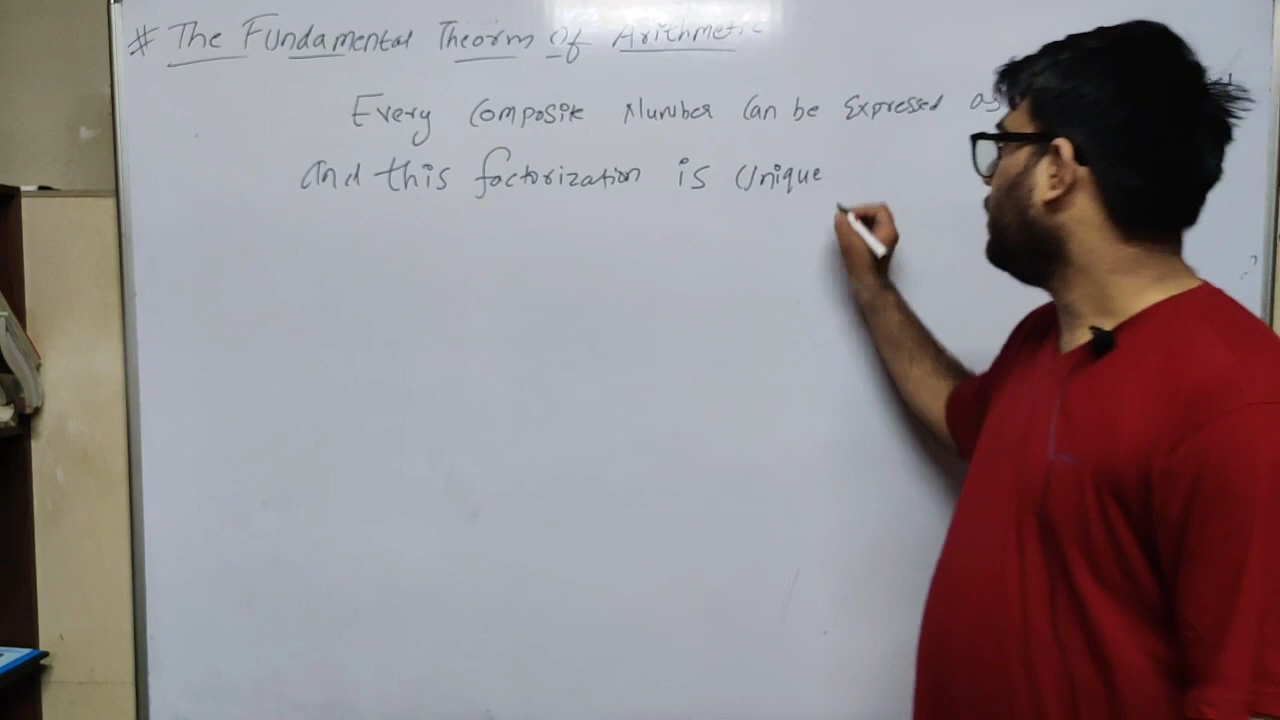 # The Fundamental Theorm Of Arithmetic
Every Composite Number Can be Expressed as
and this factorization is Unique